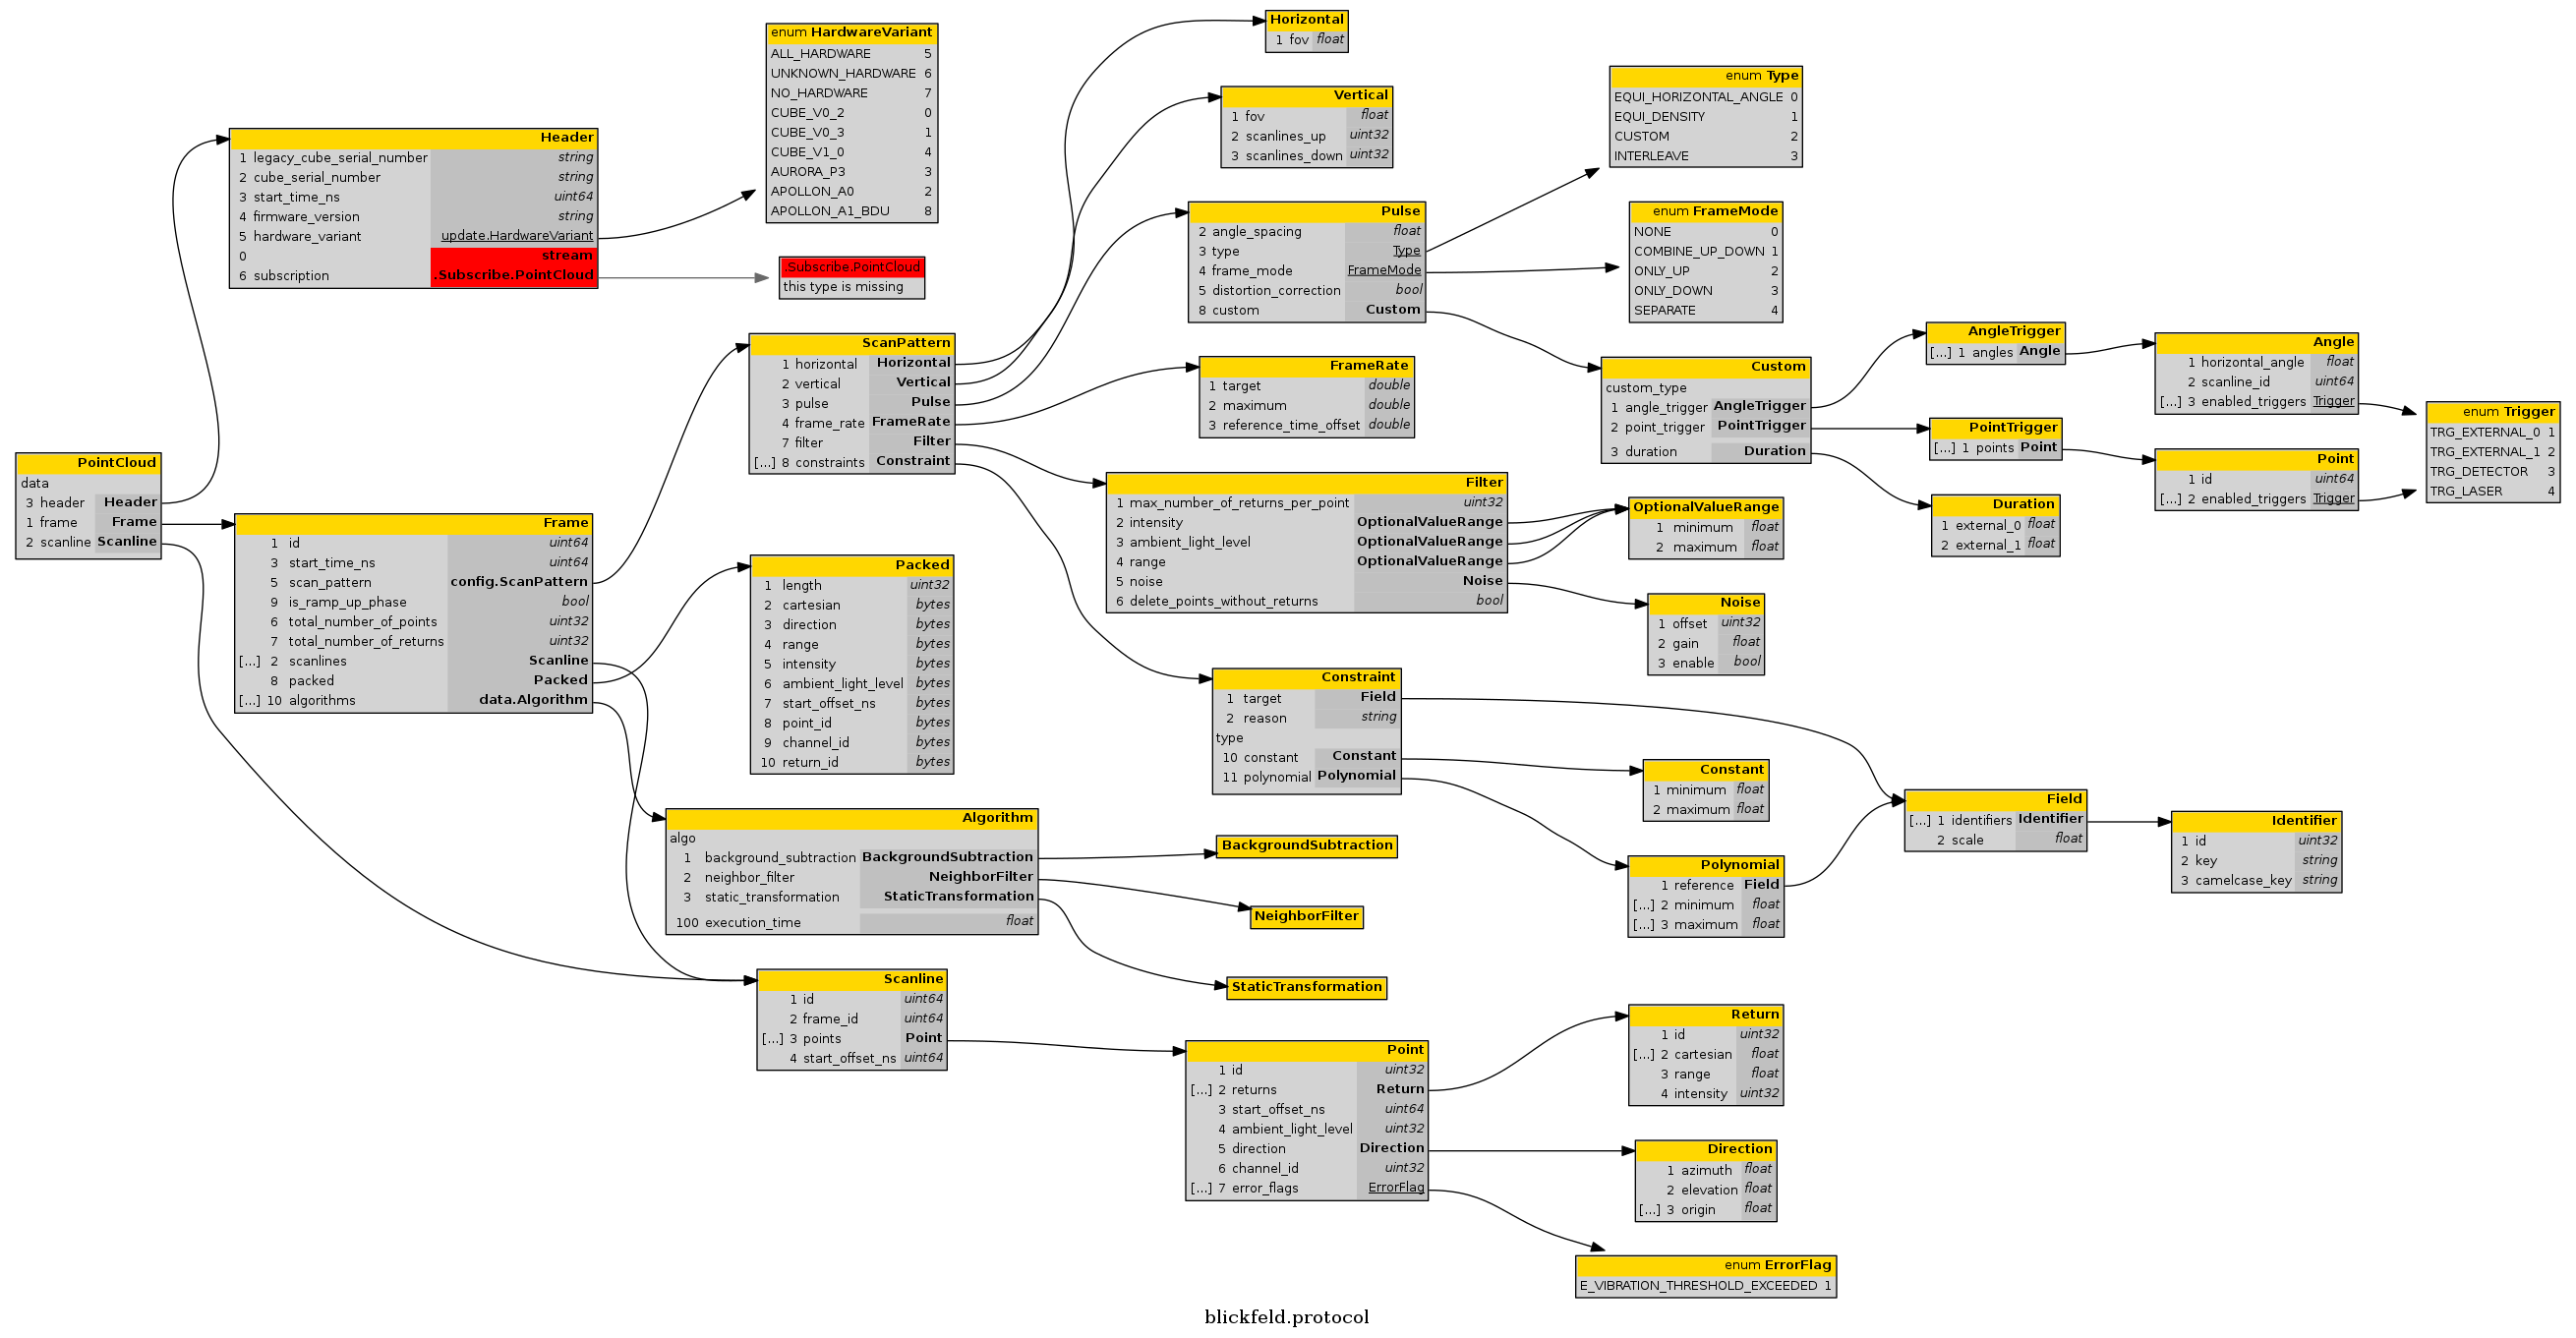 PointCloud
data
3 header Header
1 frame Frame
2 scanline Scanline
Header
1 legacy_cube_serial_number string
2 cube_serial_number string
3 start_time_ns uint64
4 firmware_version string
5 hardware_variant update.HardwareVariant
0 stream
6 subscription .Subscribe.PointCloud
Frame
1 id uint64
3 start_time_ns uint64
5 scan_pattern config.ScanPattern
9 is_ramp_up_phase bool
6 total_number_of_points uint32
7 total_number_of_returns uint32
[...] 2 scanlines Scanline
8 packed Packed
[...] 10 algorithms data.Algorithm
enum HardwareVariant
ALL_HARDWARE 5
UNKNOWN_HARDWARE 6
NO_HARDWARE 7
CUBE_V0_2 0
CUBE_V0_3 1
CUBE_V1_0 4
AURORA_P3 3
APOLLON_A0 2
APOLLON_A1_BDU 8
.Subscribe.PointCloud
this type is missing
ScanPattern
1 horizontal Horizontal
2 vertical Vertical
3 pulse Pulse
4 frame_rate FrameRate
7 filter Filter
[...] 8 constraints Constraint
Packed
1 length uint32
2 cartesian bytes
3 direction bytes
4 range bytes
5 intensity bytes
6 ambient_light_level bytes
7 start_offset_ns bytes
8 point_id bytes
9 channel_id bytes
10 return_id bytes
Algorithm
algo
1 background_subtraction BackgroundSubtraction
2 neighbor_filter NeighborFilter
3 static_transformation StaticTransformation
100 execution_time float
Scanline
1 id uint64
2 frame_id uint64
[...] 3 points Point
4 start_offset_ns uint64
Horizontal
1 fov float
Vertical
1 fov float
2 scanlines_up uint32
3 scanlines_down uint32
Pulse
2 angle_spacing float
3 type Type
4 frame_mode FrameMode
5 distortion_correction bool
8 custom Custom
FrameRate
1 target double
2 maximum double
3 reference_time_offset double
Filter
1 max_number_of_returns_per_point uint32
2 intensity OptionalValueRange
3 ambient_light_level OptionalValueRange
4 range OptionalValueRange
5 noise Noise
6 delete_points_without_returns bool
Constraint
1 target Field
2 reason string
type
10 constant Constant
11 polynomial Polynomial
BackgroundSubtraction
NeighborFilter
StaticTransformation
Point
1 id uint32
[...] 2 returns Return
3 start_offset_ns uint64
4 ambient_light_level uint32
5 direction Direction
6 channel_id uint32
[...] 7 error_flags ErrorFlag
enum Type
EQUI_HORIZONTAL_ANGLE 0
EQUI_DENSITY 1
CUSTOM 2
INTERLEAVE 3
enum FrameMode
NONE 0
COMBINE_UP_DOWN 1
ONLY_UP 2
ONLY_DOWN 3
SEPARATE 4
Custom
custom_type
1 angle_trigger AngleTrigger
2 point_trigger PointTrigger
3 duration Duration
OptionalValueRange
1 minimum float
2 maximum float
Noise
1 offset uint32
2 gain float
3 enable bool
Constant
1 minimum float
2 maximum float
Polynomial
1 reference Field
[...] 2 minimum float
[...] 3 maximum float
Return
1 id uint32
[...] 2 cartesian float
3 range float
4 intensity uint32
Direction
1 azimuth float
2 elevation float
[...] 3 origin float
enum ErrorFlag
E_VIBRATION_THRESHOLD_EXCEEDED 1
AngleTrigger
[...] 1 angles Angle
PointTrigger
[...] 1 points Point
Duration
1 external_0 float
2 external_1 float
Field
[...] 1 identifiers Identifier
2 scale float
Angle
1 horizontal_angle float
2 scanline_id uint64
[...] 3 enabled_triggers Trigger
Point
1 id uint64
[...] 2 enabled_triggers Trigger
Identifier
1 id uint32
2 key string
3 camelcase_key string
enum Trigger
TRG_EXTERNAL_0 1
TRG_EXTERNAL_1 2
TRG_DETECTOR 3
TRG_LASER 4
blickfeld.protocol